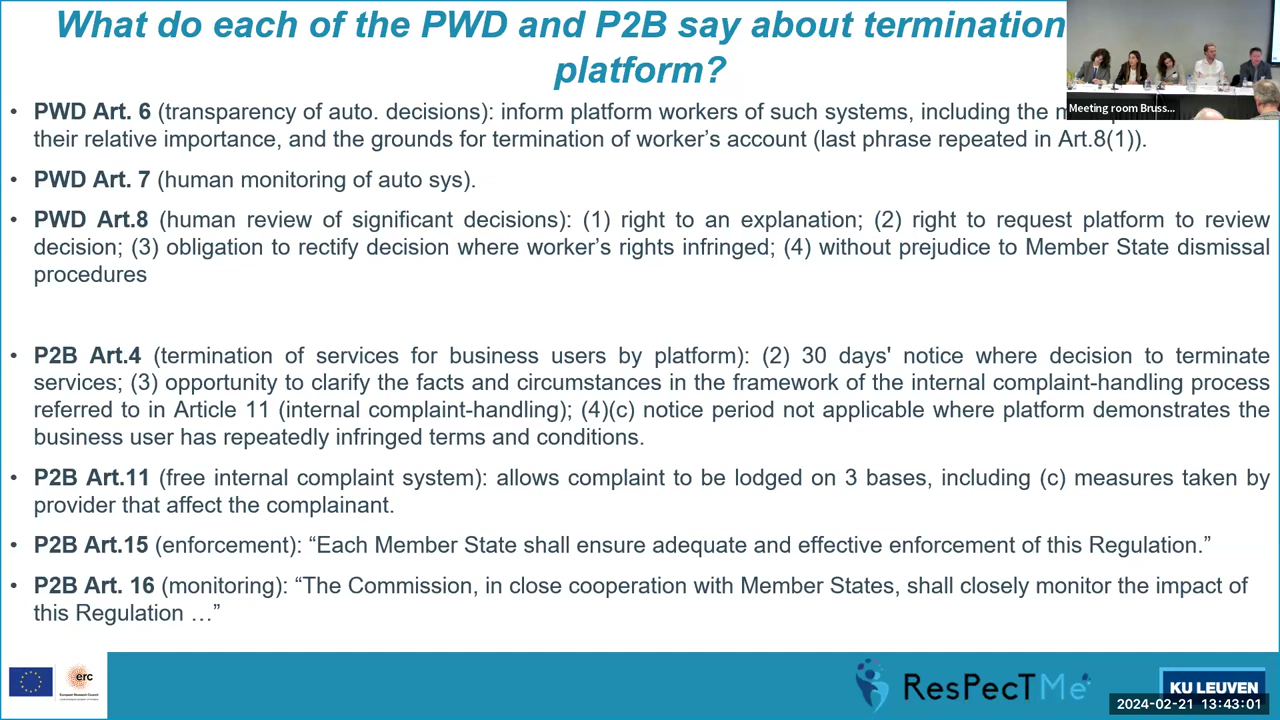 What do each of the PWD and P2B say about termination
platform?
Meeting room Bruss...
• PWD Art. 6 (transparency of auto. decisions): inform platform workers of such systems, including the
their relative importance, and the grounds for termination of worker’s account (last phrase repeated in Art.8(1)).
• PWD Art. 7 (human monitoring of auto sys).
• PWD Art.8 (human review of significant decisions): (1) right to an explanation; (2) right to request platform to review
decision; (3) obligation to rectify decision where worker’s rights infringed; (4) without prejudice to Member State dismissal
procedures
• P2B Art.4 (termination of services for business users by platform): (2) 30 days' notice where decision to terminate
services; (3) opportunity to clarify the facts and circumstances in the framework of the internal complaint-handling process
referred to in Article 11 (internal complaint-handling); (4)(c) notice period not applicable where platform demonstrates the
business user has repeatedly infringed terms and conditions.
• P2B Art.11 (free internal complaint system): allows complaint to be lodged on 3 bases, including (c) measures taken by
provider that affect the complainant.
• P2B Art.15 (enforcement): “Each Member State shall ensure adequate and effective enforcement of this Regulation.”
• P2B Art. 16 (monitoring): “The Commission, in close cooperation with Member States, shall closely monitor the impact of
this Regulation …”
erc
European Research Council
ResPecTMe
KU LEUVEN
2024-02-21 13:43:01